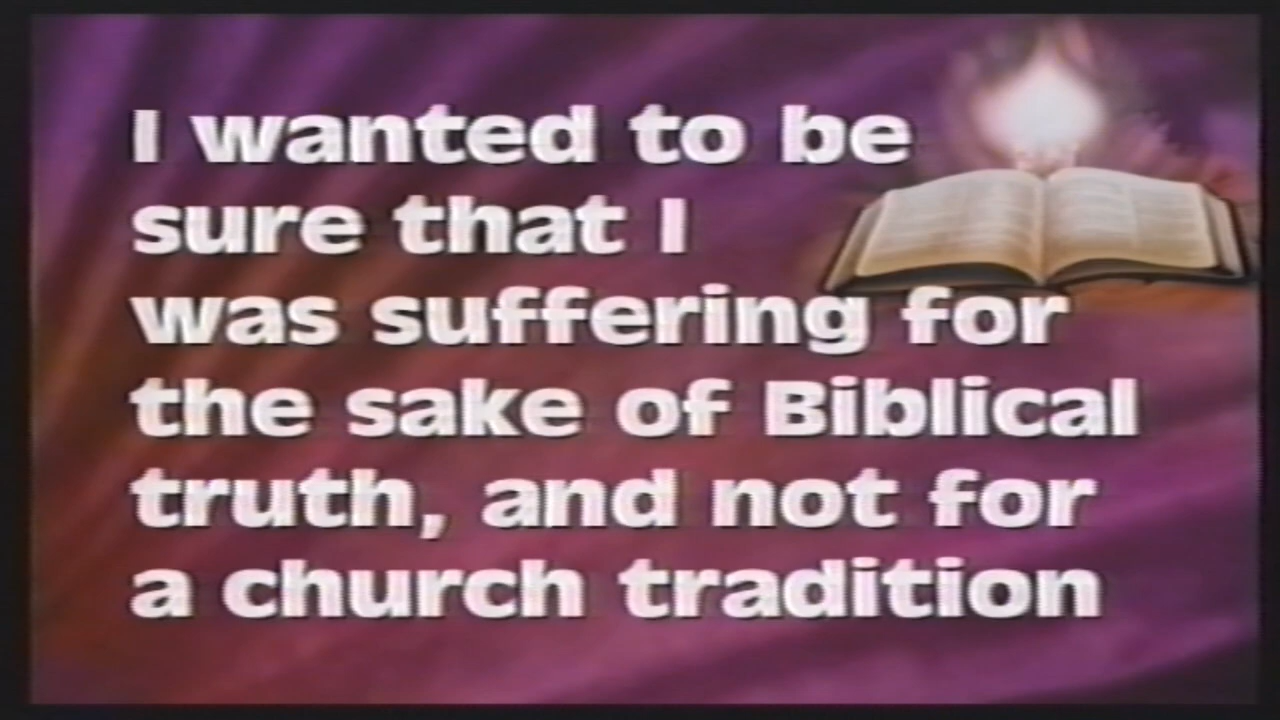 I wanted to be
sure that I
was suffering for
the sake of Biblical
truth, and not for
a church tradition